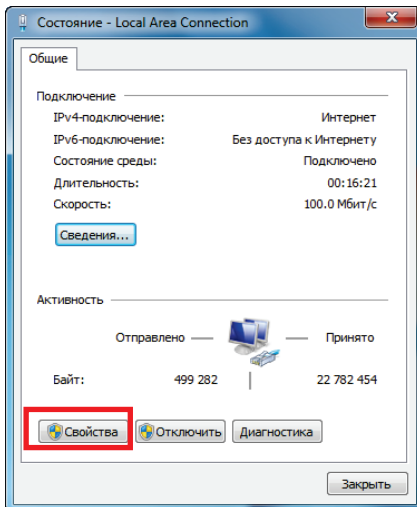 Состояние - Local Area Connection
Общие
Подключение
IPv4-подключение: Интернет
IPv6-подключение: Без доступа к Интернету
Состояние среды: Подключено
Длительность: 00:16:21
Скорость: 100.0 Мбит/с
Сведения...
Активность
Отправлено — Принято
Байт: 499 282 22 782 454
Свойства Отключить Диагностика
Закрыть